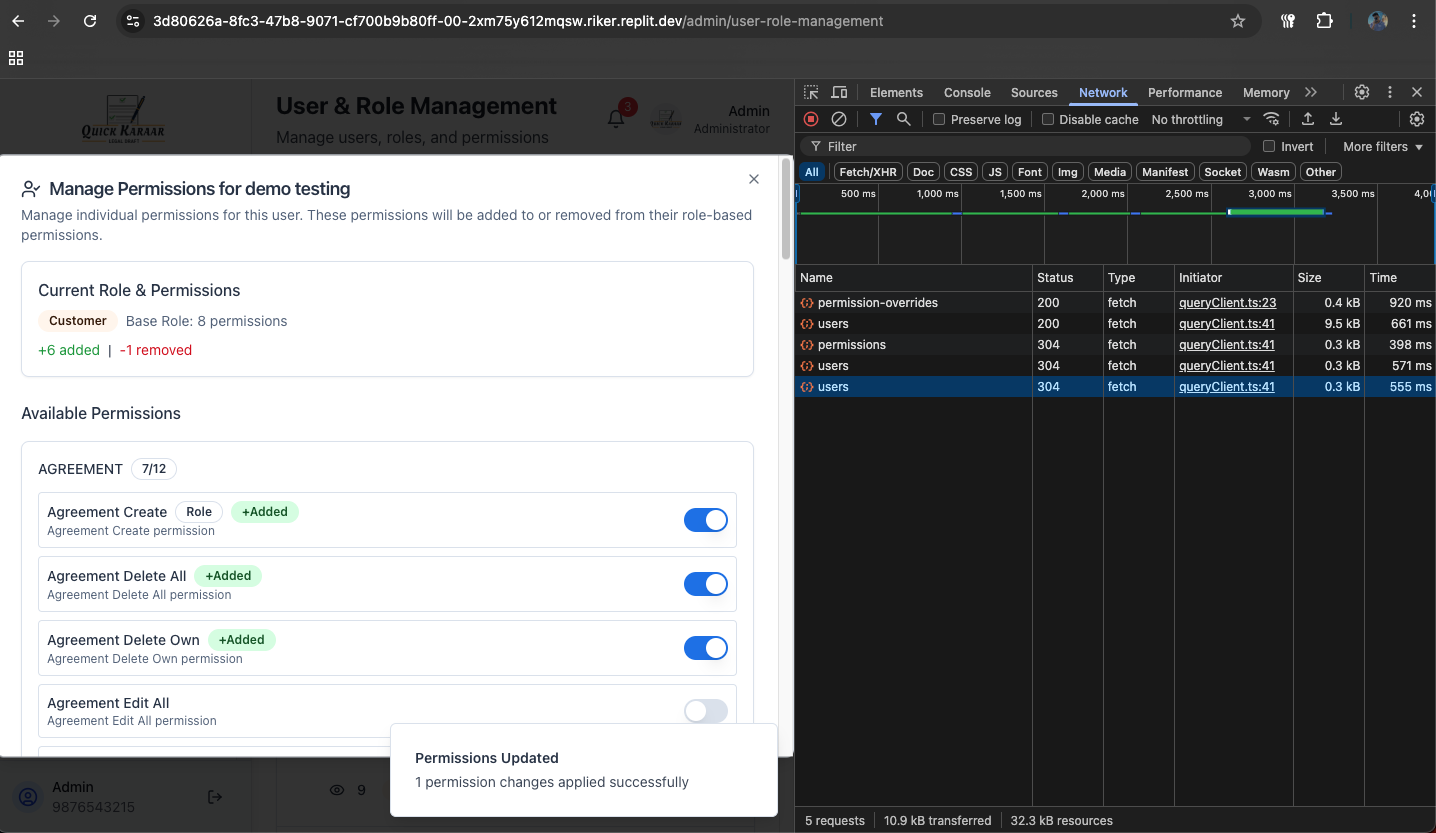 3d80626a-8fc3-47b8-9071-cf700b9b80ff-00-2xm75y612mqsw.riker.replit.dev/admin/user-role-management
QUICK KARAAR
LEGAL DRAFT
User & Role Management
Manage users, roles, and permissions
3
Admin
Administrator
Manage Permissions for demo testing
Manage individual permissions for this user. These permissions will be added to or removed from their role-based
permissions.
Current Role & Permissions
Customer Base Role: 8 permissions
+6 added | -1 removed
Available Permissions
AGREEMENT 7/12
Agreement Create Role +Added
Agreement Create permission
Agreement Delete All +Added
Agreement Delete All permission
Agreement Delete Own +Added
Agreement Delete Own permission
Agreement Edit All
Agreement Edit All permission
Permissions Updated
1 permission changes applied successfully
Admin
9876543215
9
Elements Console Sources Network Performance Memory
Preserve log Disable cache No throttling
Filter Invert More filters
All Fetch/XHR Doc CSS JS Font Img Media Manifest Socket Wasm Other
500 ms 1,000 ms 1,500 ms 2,000 ms 2,500 ms 3,000 ms 3,500 ms 4,00
Name Status Type Initiator Size Time
permission-overrides 200 fetch queryClient.ts:23 0.4 kB 920 ms
users 200 fetch queryClient.ts:41 9.5 kB 661 ms
permissions 304 fetch queryClient.ts:41 0.3 kB 398 ms
users 304 fetch queryClient.ts:41 0.3 kB 571 ms
users 304 fetch queryClient.ts:41 0.3 kB 555 ms
5 requests 10.9 kB transferred 32.3 kB resources